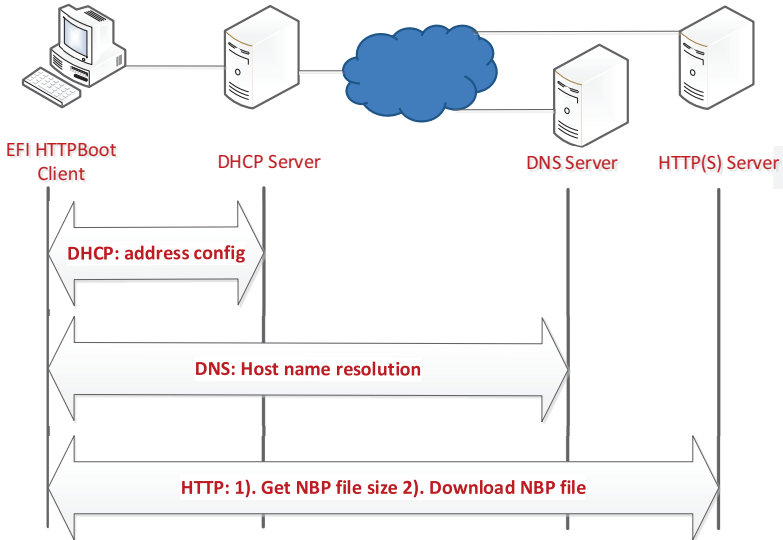 EFI HTTPBoot
Client
DHCP Server
DNS Server
HTTP(S) Server
DHCP: address config
DNS: Host name resolution
HTTP: 1). Get NBP file size 2). Download NBP file